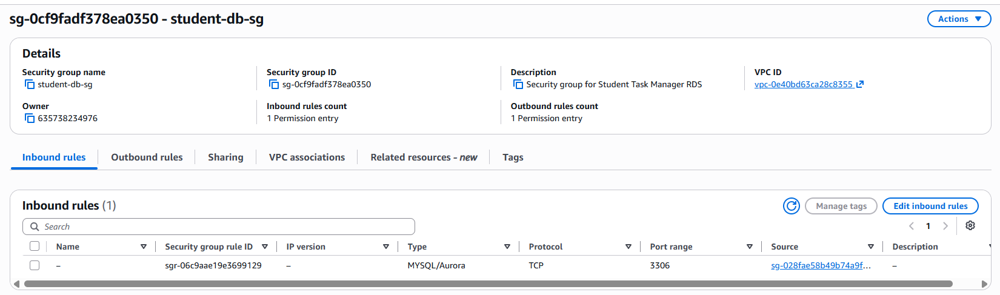 sg-0cf9fadf378ea0350 - student-db-sg
Actions
Details
Security group name
student-db-sg
Security group ID
sg-0cf9fadf378ea0350
Description
Security group for Student Task Manager RDS
VPC ID
vpc-0e40bd63ca28c8355
Owner
635738234976
Inbound rules count
1 Permission entry
Outbound rules count
1 Permission entry
Inbound rules Outbound rules Sharing VPC associations Related resources - new Tags
Inbound rules (1)
Manage tags
Edit inbound rules
Search
1
Name Security group rule ID IP version Type Protocol Port range Source Description
– sgr-06c9aae19e3699129 – MYSQL/Aurora TCP 3306 sg-028fae58b49b74a9f... –